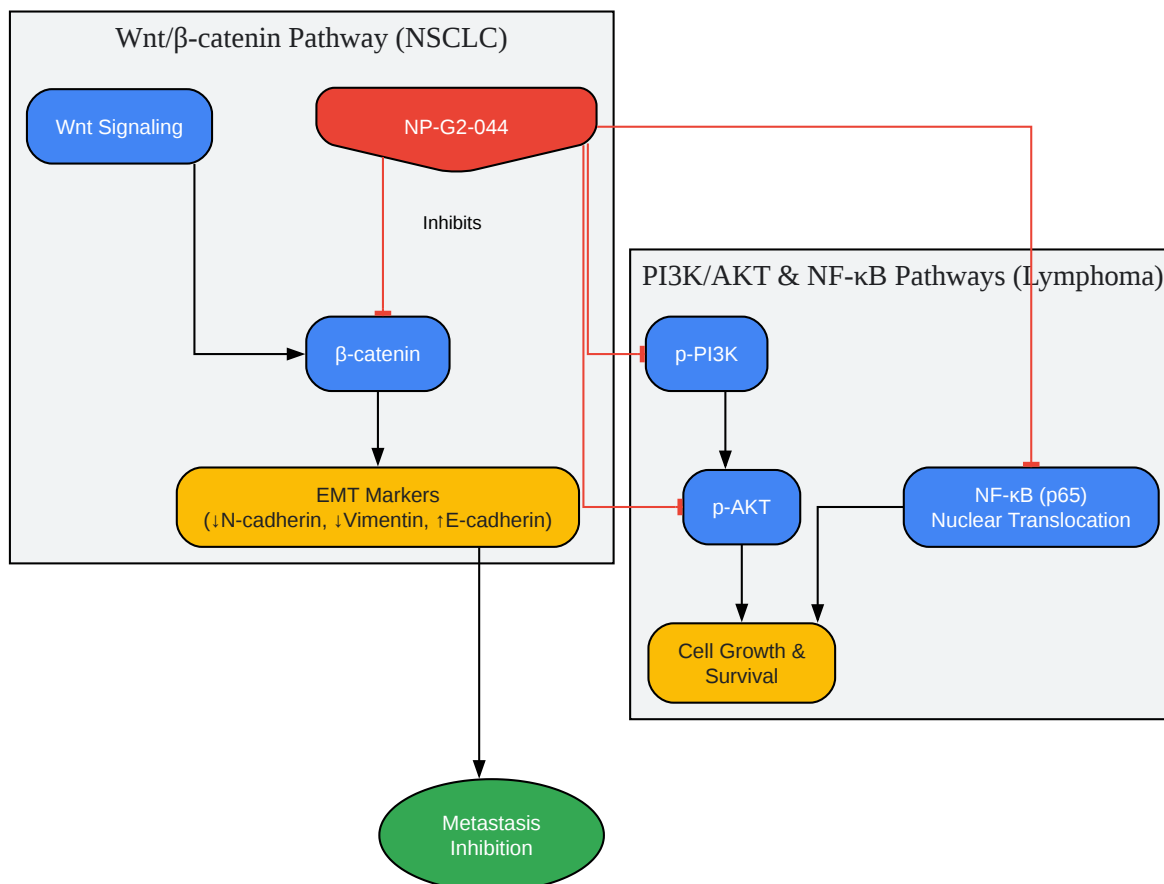 Wnt/β-catenin Pathway (NSCLC)
Wnt Signaling
NP-G2-044
Inhibits
PI3K/AKT & NF-κB Pathways (Lymphoma)
β-catenin
p-PI3K
EMT Markers
(↓N-cadherin, ↓Vimentin, ↑E-cadherin)
p-AKT
NF-κB (p65)
Nuclear Translocation
Cell Growth &
Survival
Metastasis
Inhibition